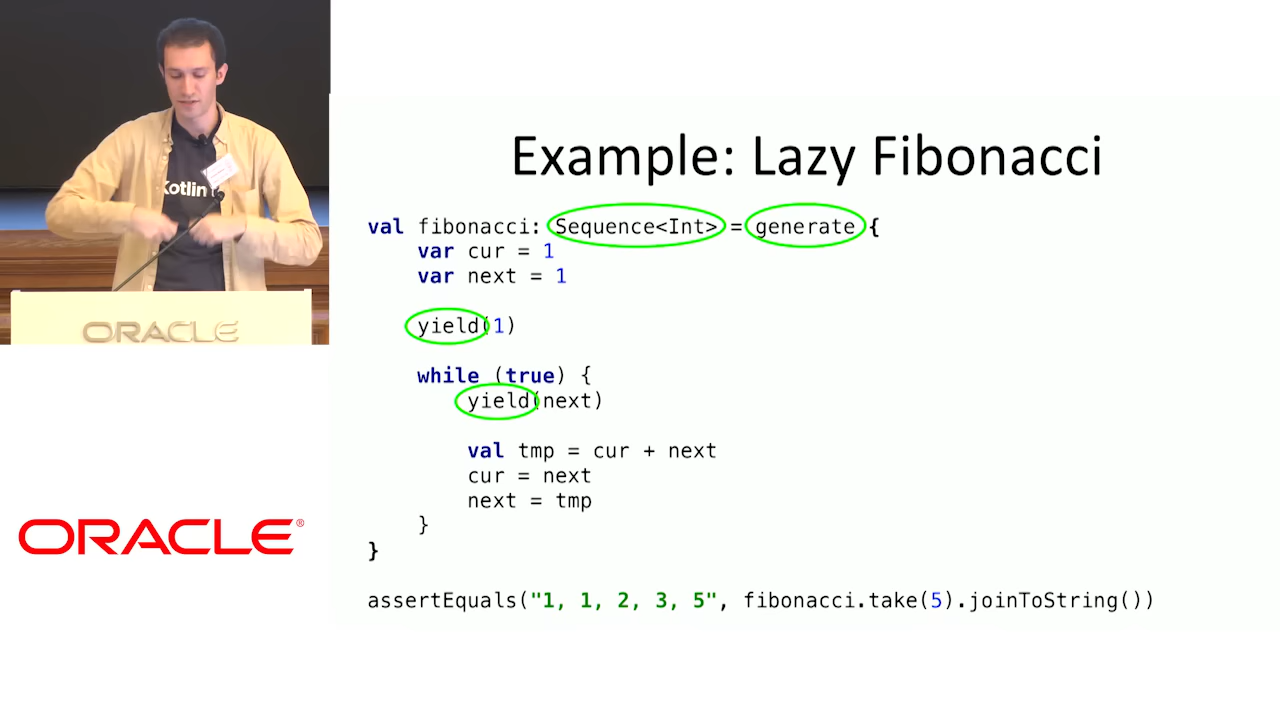 Kotlin
ORACLE
ORACLE®
Example: Lazy Fibonacci
val fibonacci: Sequence<Int> = generate {
    var cur = 1
    var next = 1
    yield(1)
    while (true) {
        yield(next)
        val tmp = cur + next
        cur = next
        next = tmp
    }
}
assertEquals("1, 1, 2, 3, 5", fibonacci.take(5).joinToString())